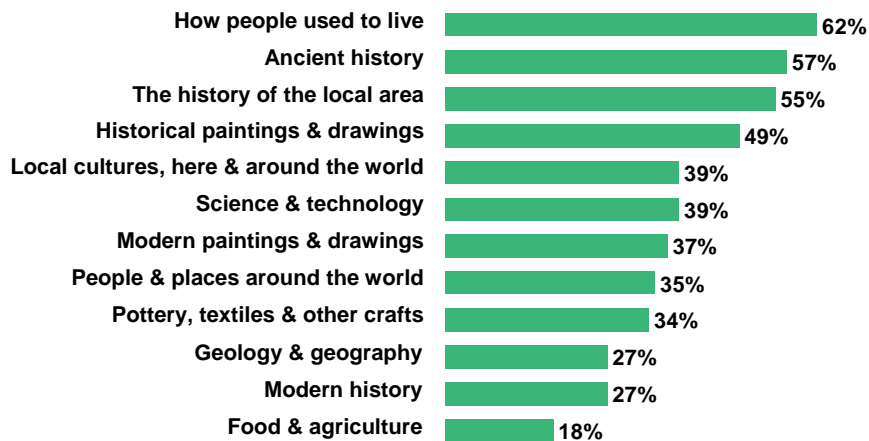 How people used to live 62%
Ancient history 57%
The history of the local area 55%
Historical paintings & drawings 49%
Local cultures, here & around the world 39%
Science & technology 39%
Modern paintings & drawings 37%
People & places around the world 35%
Pottery, textiles & other crafts 34%
Geology & geography 27%
Modern history 27%
Food & agriculture 18%